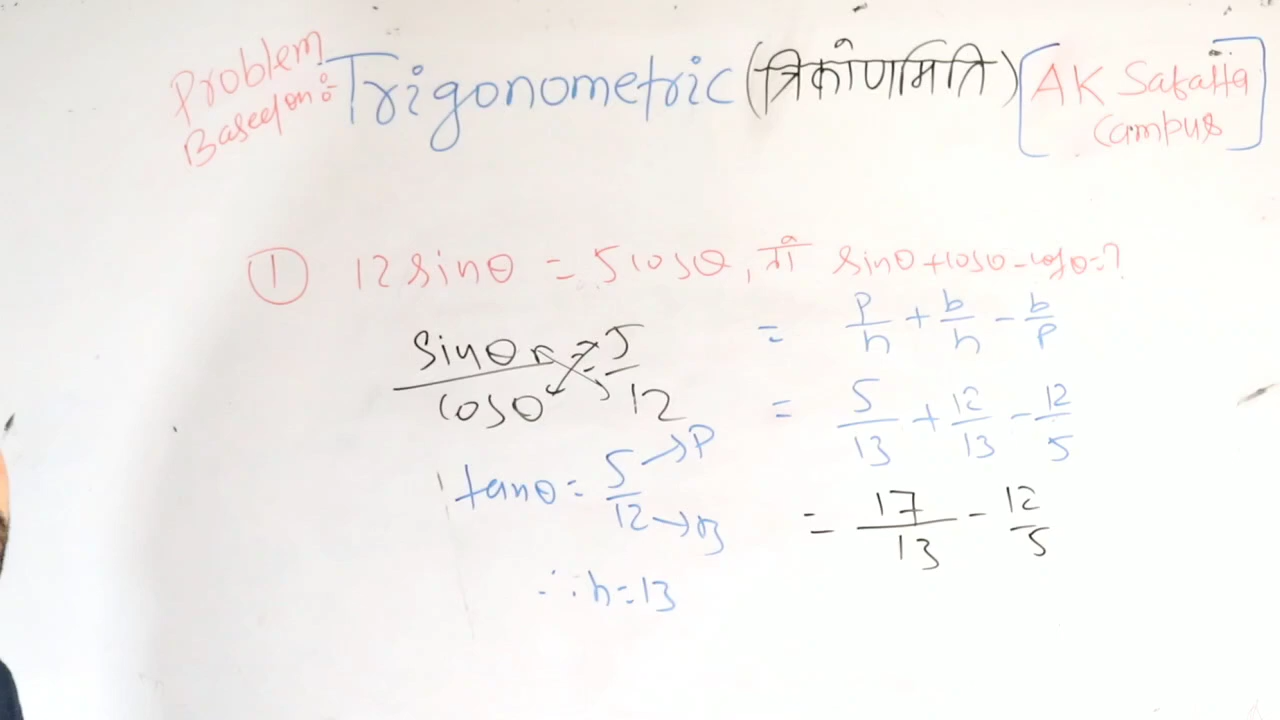 Problem
Based on :
Trigonometric (त्रिकोणमिति)
AK Safalta
Campus
① 12 sinθ = 5 cosθ, तो sinθ + cosθ - cotθ = ?
sinθ / cosθ = 5 / 12
tanθ = 5 / 12 → P → B
∴ h = 13
= P/h + b/h - b/P
= 5/13 + 12/13 - 12/5
= 17/13 - 12/5